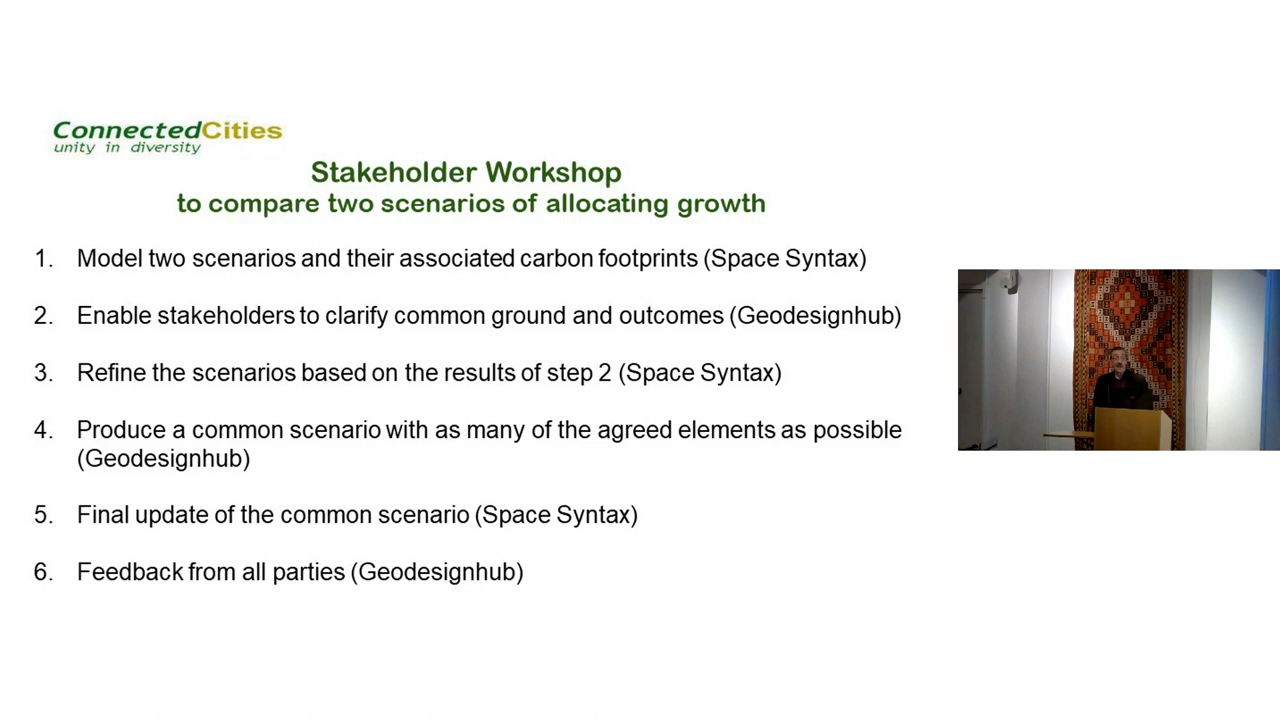 ConnectedCities
unity in diversity
Stakeholder Workshop
to compare two scenarios of allocating growth
1. Model two scenarios and their associated carbon footprints (Space Syntax)
2. Enable stakeholders to clarify common ground and outcomes (Geodesignhub)
3. Refine the scenarios based on the results of step 2 (Space Syntax)
4. Produce a common scenario with as many of the agreed elements as possible
(Geodesignhub)
5. Final update of the common scenario (Space Syntax)
6. Feedback from all parties (Geodesignhub)